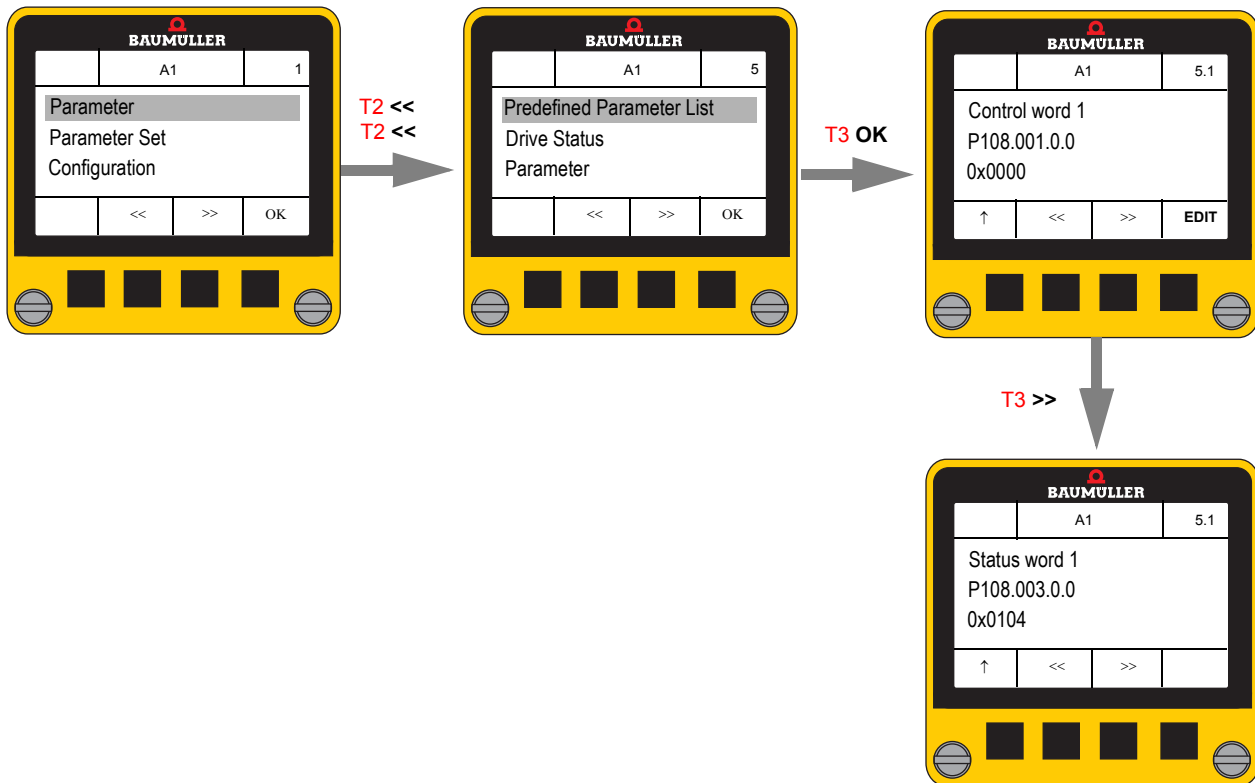 BAUMÜLLER
A1 1
Parameter
Parameter Set
Configuration
<< >> OK
T2 <<
T2 <<
BAUMÜLLER
A1 5
Predefined Parameter List
Drive Status
Parameter
<< >> OK
T3 OK
BAUMÜLLER
A1 5.1
Control word 1
P108.001.0.0
0x0000
↑ << >> EDIT
T3 >>
BAUMÜLLER
A1 5.1
Status word 1
P108.003.0.0
0x0104
↑ << >>